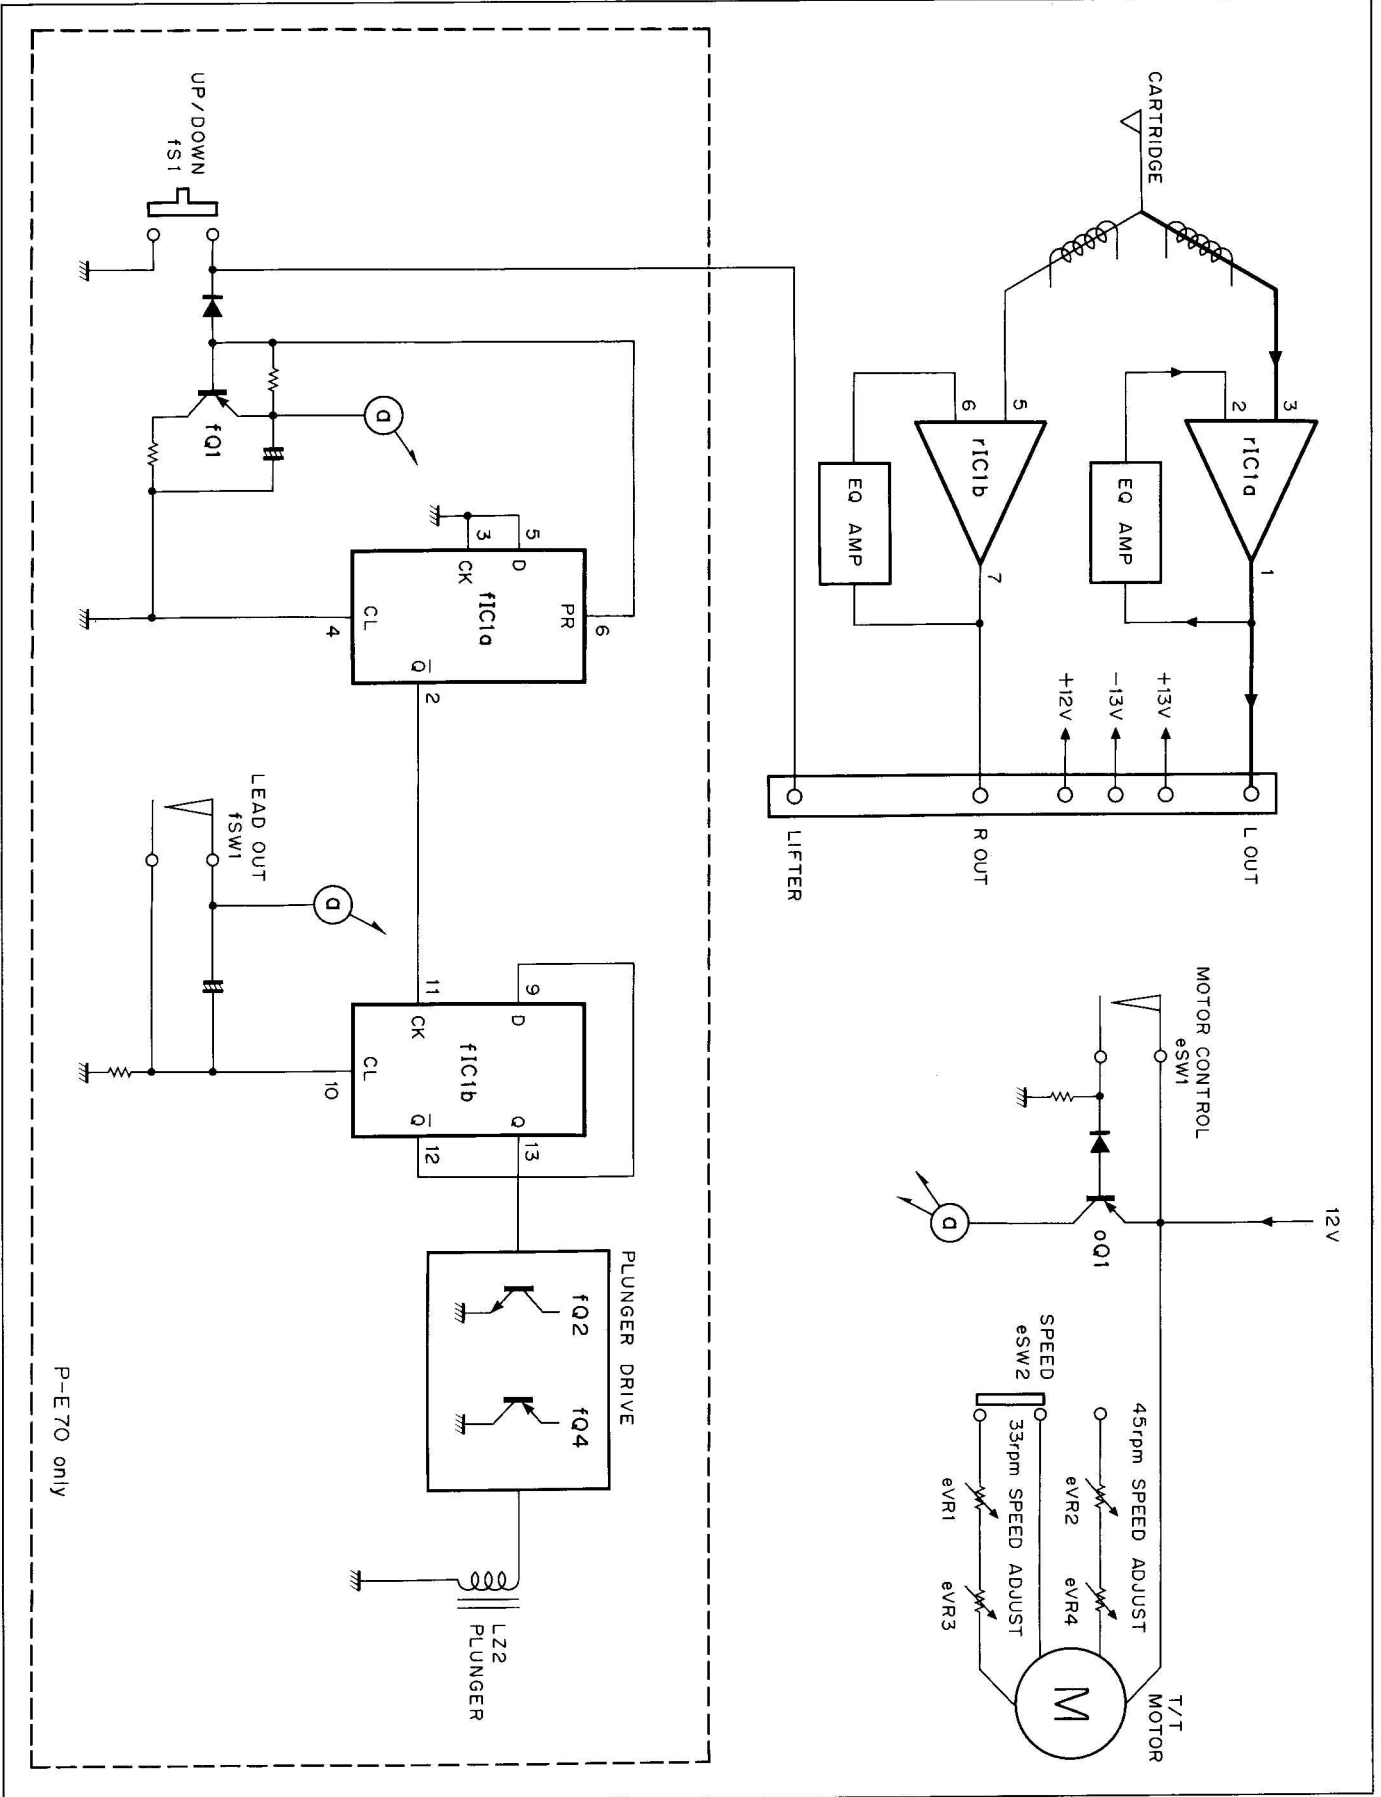 CARTRIDGE
3
2
rIC1a
1
EQ AMP
5
6
rIC1b
7
EQ AMP
+13V
-13V
+12V
L OUT
R OUT
LIFTER
MOTOR CONTROL
eSW1
12V
oQ1
a
SPEED
eSW2
45rpm SPEED ADJUST
eVR2
eVR4
33rpm SPEED ADJUST
eVR1
eVR3
T/T
MOTOR
M
UP/DOWN
fS1
fQ1
a
5
3
D
CK
PR
6
fIC1a
CL
4
Q
2
LEAD OUT
fSW1
a
9
11
D
CK
fIC1b
CL
10
Q
Q
13
12
PLUNGER DRIVE
fQ2
fQ4
LZ2
PLUNGER
P-E70 only